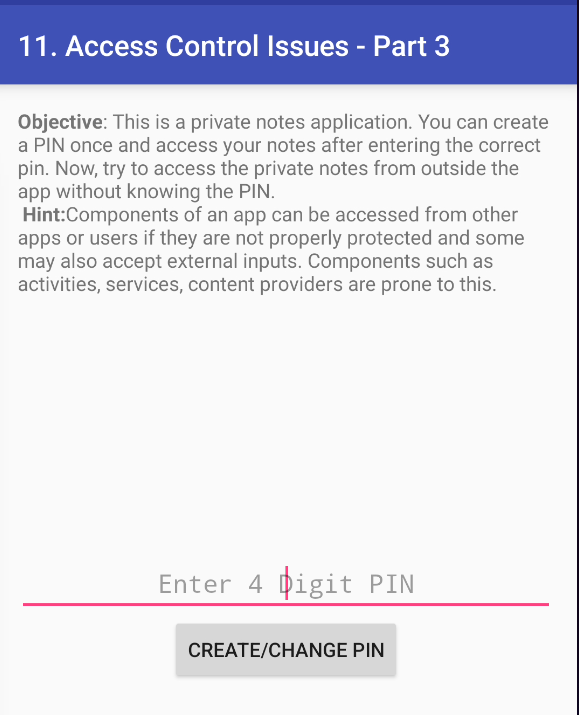 11. Access Control Issues - Part 3
Objective: This is a private notes application. You can create
a PIN once and access your notes after entering the correct
pin. Now, try to access the private notes from outside the
app without knowing the PIN.
Hint:Components of an app can be accessed from other
apps or users if they are not properly protected and some
may also accept external inputs. Components such as
activities, services, content providers are prone to this.
Enter 4 Digit PIN
CREATE/CHANGE PIN